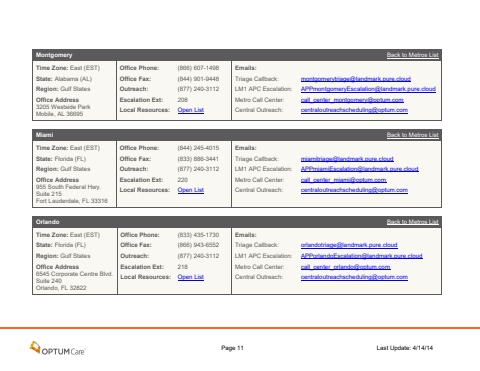 Montgomery Back to Metros List
Time Zone: East (EST) Office Phone: (866) 607-1498 Emails:
State: Alabama (AL) Office Fax: (844) 901-9448 Triage Callback: montgomerytriage@landmark.pure.cloud
Region: Gulf States Outreach: (877) 240-3112 LM1 APC Escalation: APPmontgomeryEscalation@landmark.pure.cloud
Office Address Escalation Ext: 208 Metro Call Center: call_center_montgomery@optum.com
3205 Westside Park Local Resources: Open List Central Outreach: centraloutreachscheduling@optum.com
Mobile, AL 36695
Miami Back to Metros List
Time Zone: East (EST) Office Phone: (844) 245-4015 Emails:
State: Florida (FL) Office Fax: (833) 886-3441 Triage Callback: miamitriage@landmark.pure.cloud
Region: Gulf States Outreach: (877) 240-3112 LM1 APC Escalation: APPmiamiEscalation@landmark.pure.cloud
Office Address Escalation Ext: 220 Metro Call Center: call_center_miami@optum.com
955 South Federal Hwy. Local Resources: Open List Central Outreach: centraloutreachscheduling@optum.com
Suite 215
Fort Lauderdale, FL 33316
Orlando Back to Metros List
Time Zone: East (EST) Office Phone: (833) 435-1730 Emails:
State: Florida (FL) Office Fax: (866) 943-6552 Triage Callback: orlandotriage@landmark.pure.cloud
Region: Gulf States Outreach: (877) 240-3112 LM1 APC Escalation: APPorlandoEscalation@landmark.pure.cloud
Office Address Escalation Ext: 218 Metro Call Center: call_center_orlando@optum.com
6545 Corporate Centre Blvd. Local Resources: Open List Central Outreach: centraloutreachscheduling@optum.com
Suite 240
Orlando, FL 32822
OPTUMCare Page 11 Last Update: 4/14/14